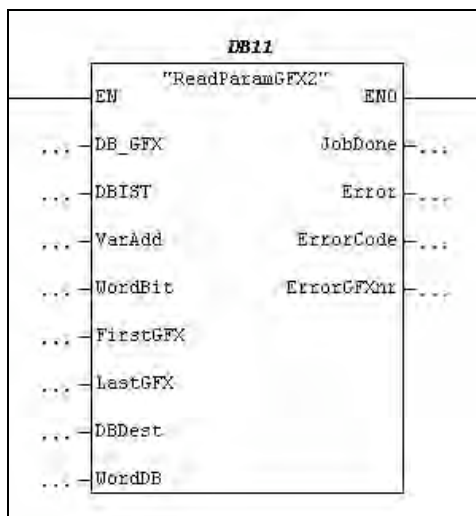 DB11
"ReadParamGFX2"
EN ENO
... DB_GFX JobDone ...
... DBIST Error ...
... VarAdd ErrorCode ...
... WordBit ErrorGFXnr ...
... FirstGFX
... LastGFX
... DBDest
... WordDB